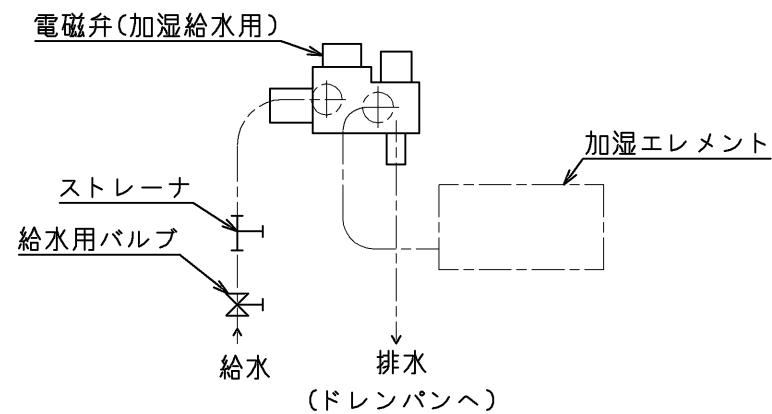 電磁弁(加湿給水用)
加湿エレメント
ストレーナ
給水用バルブ
給水
排水
(ドレンパンへ)